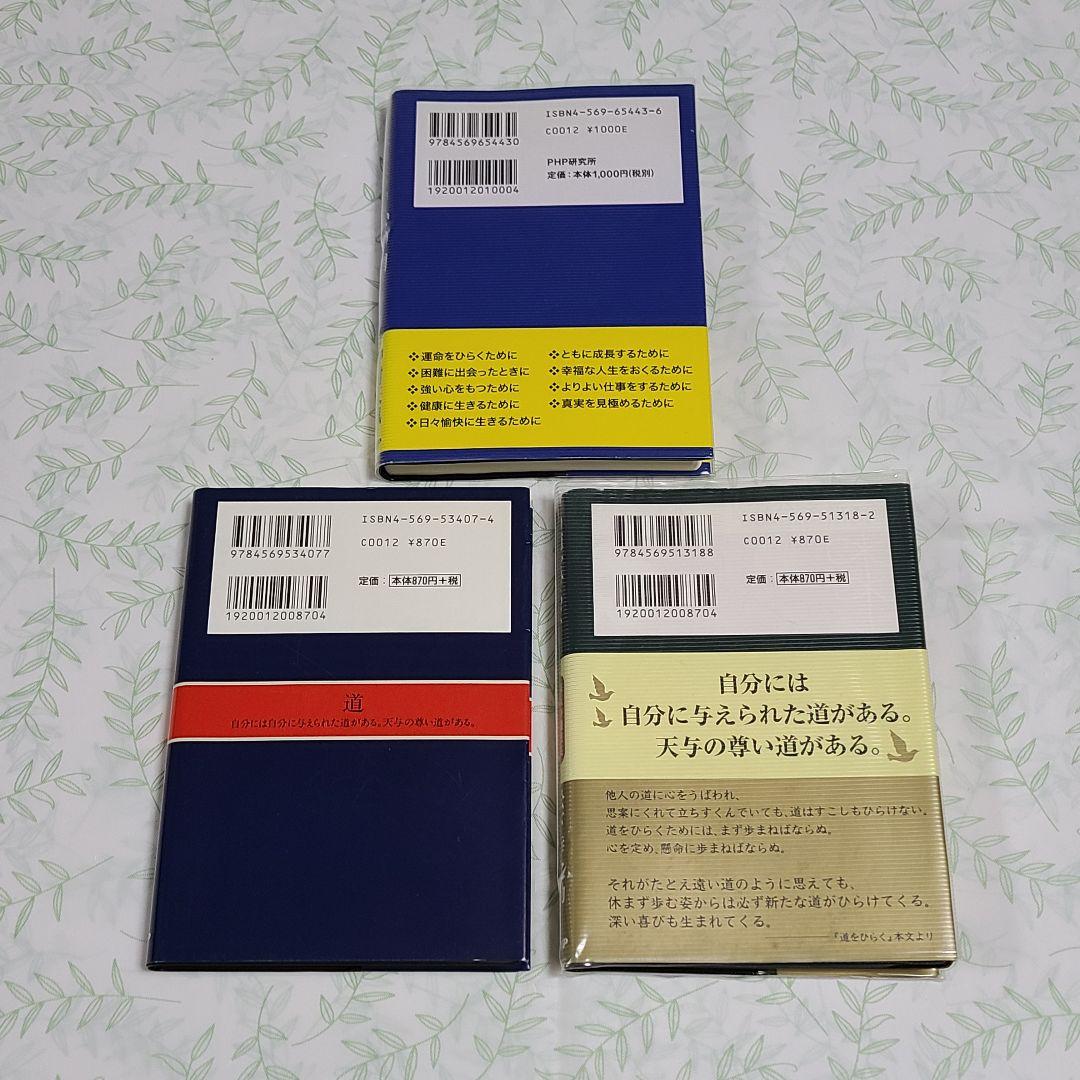 ISBN4-569-65443-6
C0012 ¥1000E
9784569654430
PHP研究所
定価：本体1,000円(税別)
1920012010004
❖運命をひらくために
❖困難に出会ったときに
❖強い心をもつために
❖健康に生きるために
❖日々愉快に生きるために
❖ともに成長するために
❖幸福な人生をおくるために
❖よりよい仕事をするために
❖真実を見極めるために
ISBN4-569-53407-4
C0012 ¥870E
9784569534077
定価：本体870円+税
1920012008704
道
自分には自分に与えられた道がある。天与の尊い道がある。
ISBN4-569-51318-2
C0012 ¥870E
9784569513188
定価：本体870円+税
1920012008704
自分には
自分に与えられた道がある。
天与の尊い道がある。
他人の道に心をうばわれ、
思案にくれて立ちすくんでいても、道はすこしもひらけない。
道をひらくためには、まず歩まねばならぬ。
心を定め、懸命に歩まねばならぬ。
それがたとえ遠い道のように思えても、
休まず歩む姿からは必ず新たな道がひらけてくる。
深い喜びも生まれてくる。
『道をひらく』本文より